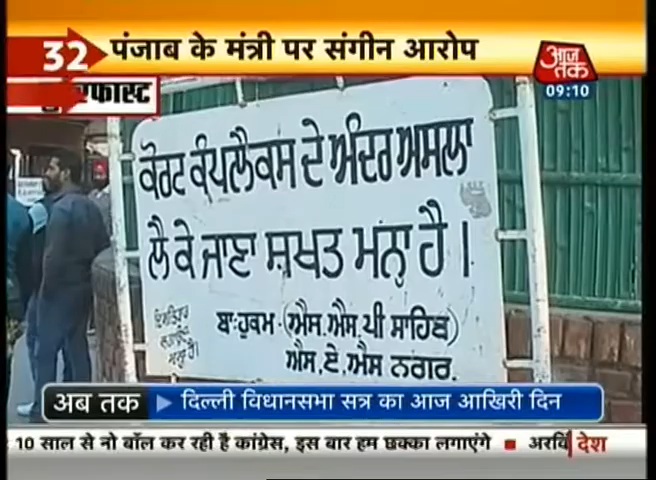 32
पंजाब के मंत्री पर संगीन आरोप
आज तक
09:10
फास्ट
ਕੋਰਟ ਕੰਪਲੈਕਸ ਦੇ ਅੰਦਰ ਅਸਲਾ
ਲੈ ਕੇ ਜਾਣਾ ਸ਼ਖਤ ਮਨ੍ਹਾ ਹੈ ।
ਬਾ:ਹੁਕਮ-(ਐਸ.ਐਸ.ਪੀ ਸਾਹਿਬ)
ਐਸ.ਏ.ਐਸ ਨਗਰ.
ਹੈ।
अब तक
दिल्ली विधानसभा सत्र का आज आखिरी दिन
10 साल से नो बॉल कर रही है कांग्रेस, इस बार हम छक्का लगाएंगे
देश